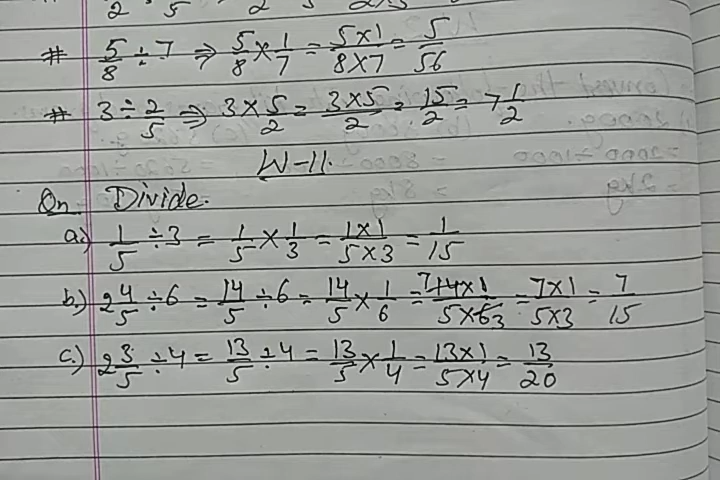 2 5 2
# 5/8 ÷ 7 ⇒ 5/8 × 1/7 = 5×1/8×7 = 5/56
# 3 ÷ 2/5 ⇒ 3 × 5/2 = 3×5/2 = 15/2 = 7 1/2
W-11.
Qn. Divide.
a.) 1/5 ÷ 3 = 1/5 × 1/3 = 1×1/5×3 = 1/15
b.) 2 4/5 ÷ 6 = 14/5 ÷ 6 = 14/5 × 1/6 = 7 14×1/5×6 3 = 7×1/5×3 = 7/15
c.) 2 3/5 ÷ 4 = 13/5 ÷ 4 = 13/5 × 1/4 = 13×1/5×4 = 13/20